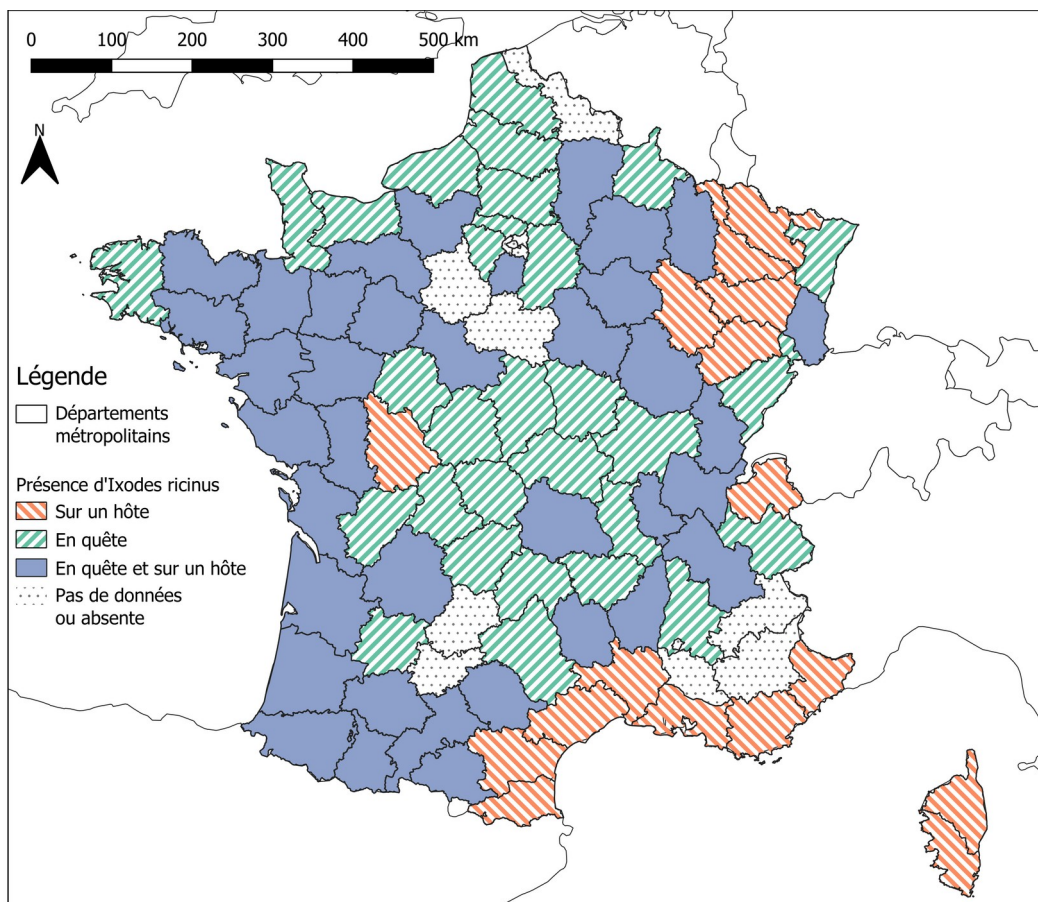 0 100 200 300 400 500 km
N
Légende
Départements
métropolitains
Présence d'Ixodes ricinus
Sur un hôte
En quête
En quête et sur un hôte
Pas de données
ou absente